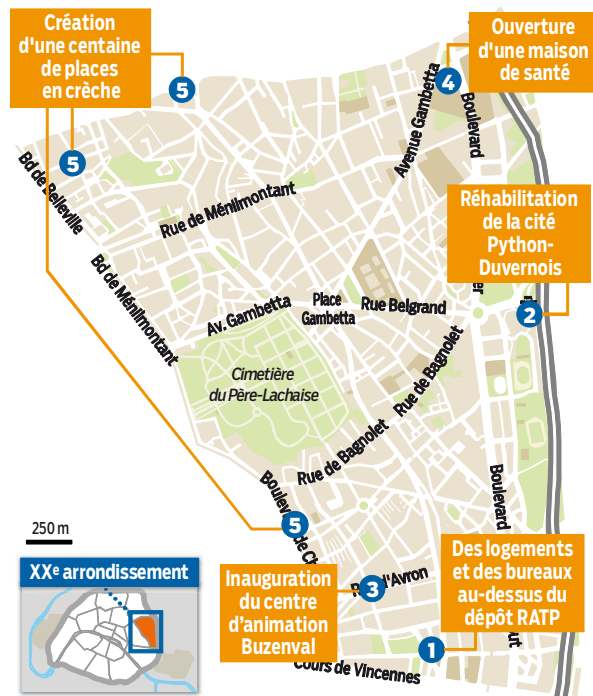 Création
d'une centaine
de places
en crèche
5
5
Ouverture
d'une maison
de santé
4
Avenue Gambetta
Boulevard
Bd de Belleville
Rue de Ménilmontant
Réhabilitation
de la cité
Python-
Duvernois
2
Bd de Ménilmontant
Av. Gambetta
Place
Gambetta
Rue Belgrand
Rue de Bagnolet
Cimetière
du Père-Lachaise
Rue de Bagnolet
Boulevard
5
250 m
XXe arrondissement
Inauguration
du centre
d'animation
Buzenval
3
d'Avron
Des logements
et des bureaux
au-dessus du
dépôt RATP
1
Cours de Vincennes